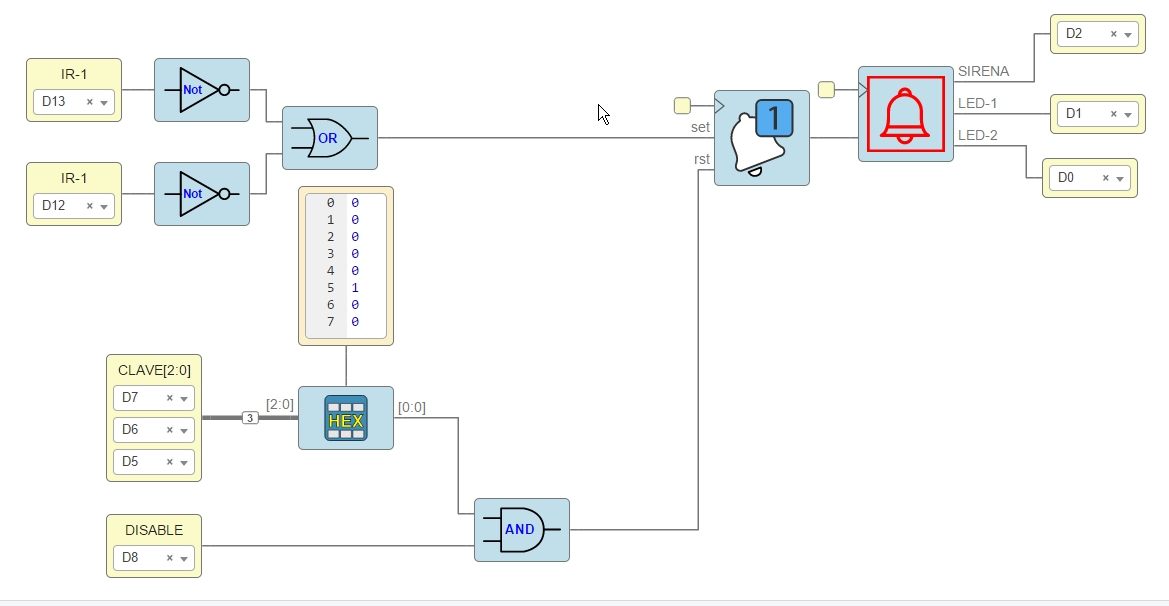 IR-1
D13
Not
IR-1
D12
Not
OR
0 0
1 0
2 0
3 0
4 0
5 1
6 0
7 0
CLAVE[2:0]
D7
D6
D5
3
[2:0]
HEX
[0:0]
DISABLE
D8
AND
set
rst
1
SIRENA
LED-1
LED-2
D2
D1
D0